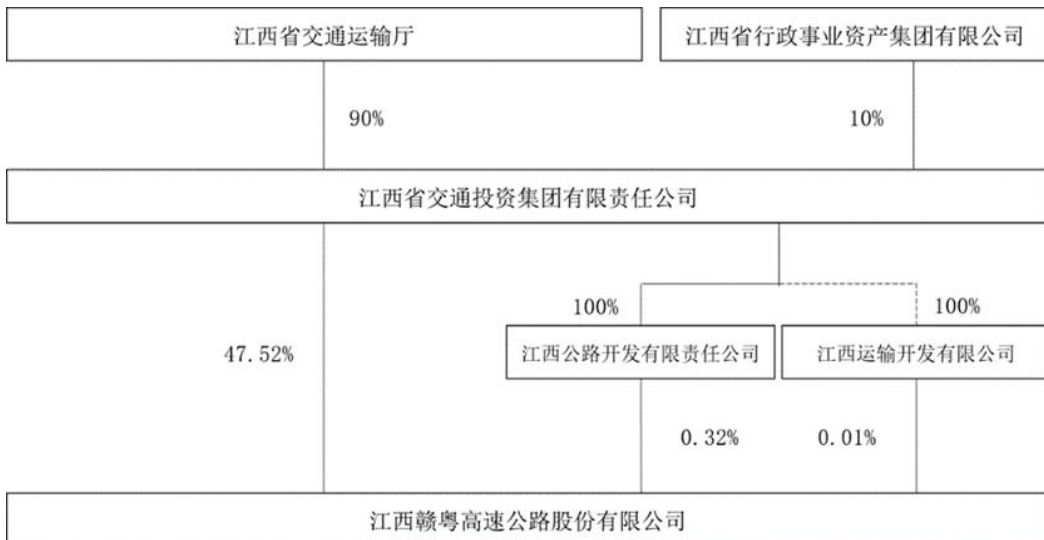 江西省交通运输厅
江西省行政事业资产集团有限公司
90%
10%
江西省交通投资集团有限责任公司
100%
100%
47.52%
江西公路开发有限责任公司
江西运输开发有限公司
0.32%
0.01%
江西赣粤高速公路股份有限公司